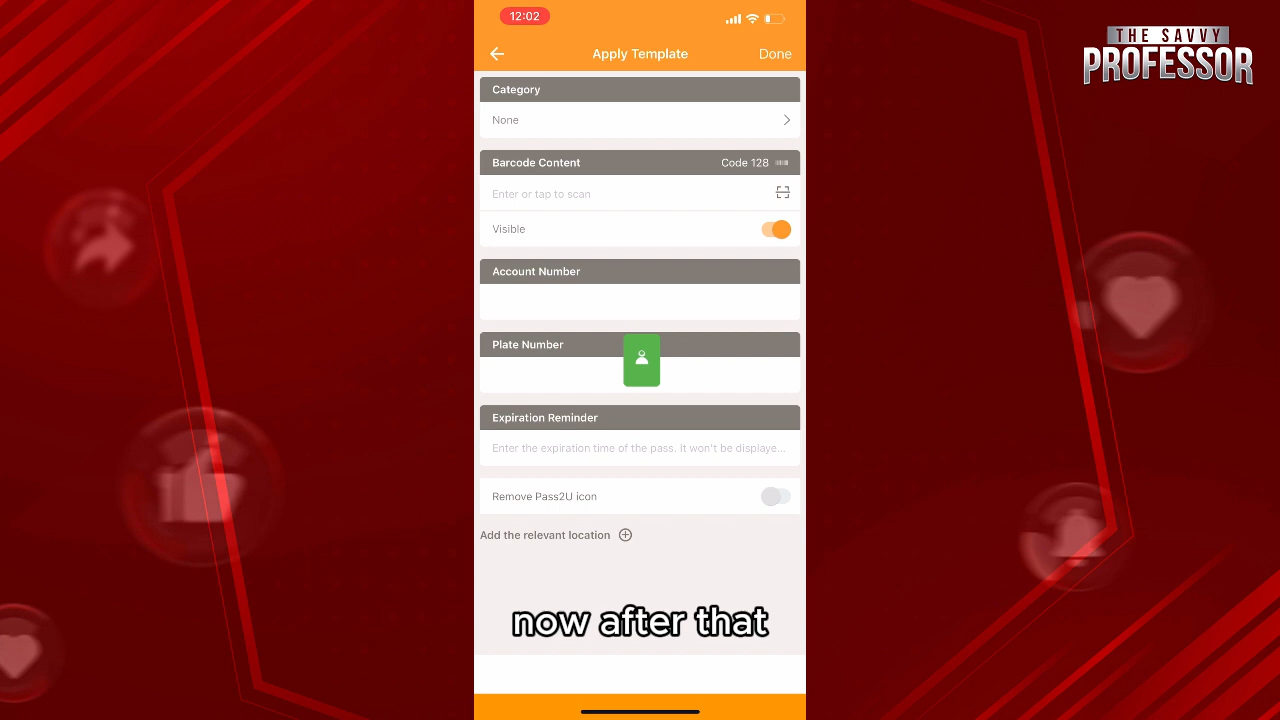 12:02
THE SAVVY
PROFESSOR
Apply Template
Done
Category
None
Barcode Content
Code 128
Enter or tap to scan
Visible
Account Number
Plate Number
Expiration Reminder
Enter the expiration time of the pass. It won't be displaye...
Remove Pass2U icon
Add the relevant location
now after that